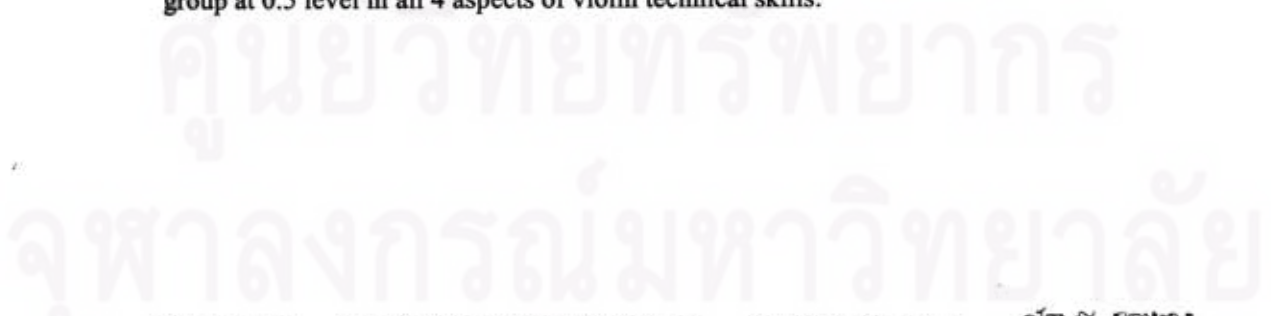 group at 0.5 level in all 4 aspects of violin technical skills.
ศูนย์วิทยทรัพยากร
จุฬาลงกรณ์มหาวิทยาลัย